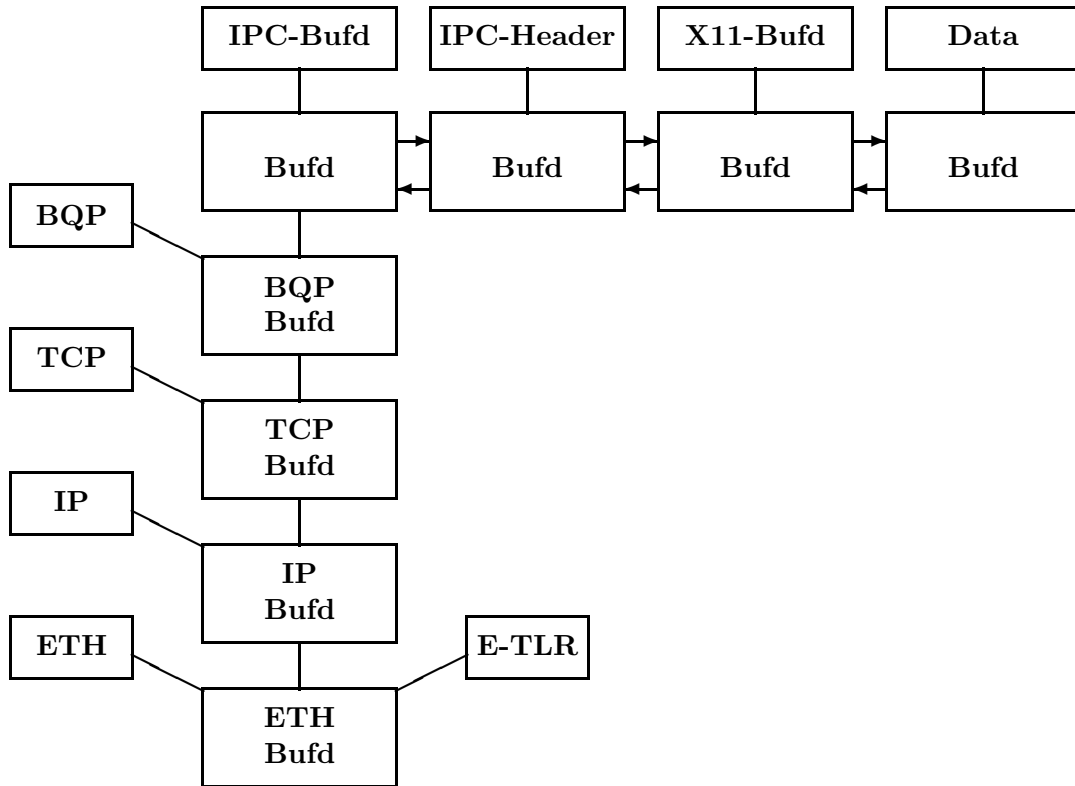 IPC-Bufd
IPC-Header
X11-Bufd
Data
Bufd
Bufd
Bufd
Bufd
BQP
BQP
Bufd
TCP
TCP
Bufd
IP
IP
Bufd
ETH
E-TLR
ETH
Bufd